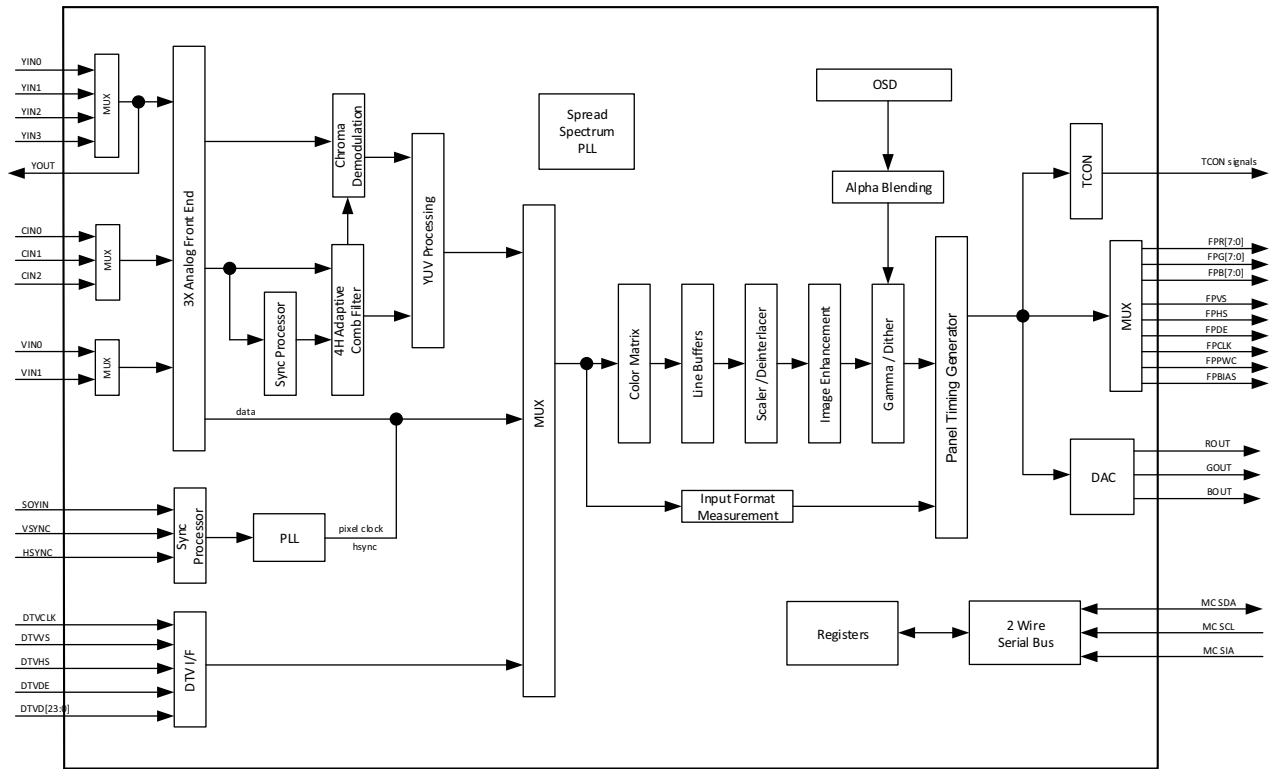 YIN0
YIN1
YIN2
YIN3
MUX
YOUT
CIN0
CIN1
CIN2
MUX
VIN0
VIN1
MUX
3X Analog Front End
Chroma
Demodulation
4H Adaptive
Comb Filter
Sync Processor
YUV Processing
Spread
Spectrum
PLL
data
SOYIN
VSYNC
HSYNC
Sync
Processor
PLL
pixel clock
hsync
DTVCLK
DTVVS
DTVHS
DTVDE
DTVD[23:0]
DTV I/F
MUX
OSD
Alpha Blending
Color Matrix
Line Buffers
Scaler /Deinterlacer
Image Enhancement
Gamma / Dither
Input Format
Measurement
Panel Timing Generator
TCON
TCON signals
MUX
FPR[7:0]
FPG[7:0]
FPB[7:0]
FPVS
FPHS
FPDE
FPCLK
FPPWC
FPBIAS
DAC
ROUT
GOUT
BOUT
Registers
2 Wire
Serial Bus
MC SDA
MC SCL
MC SIA